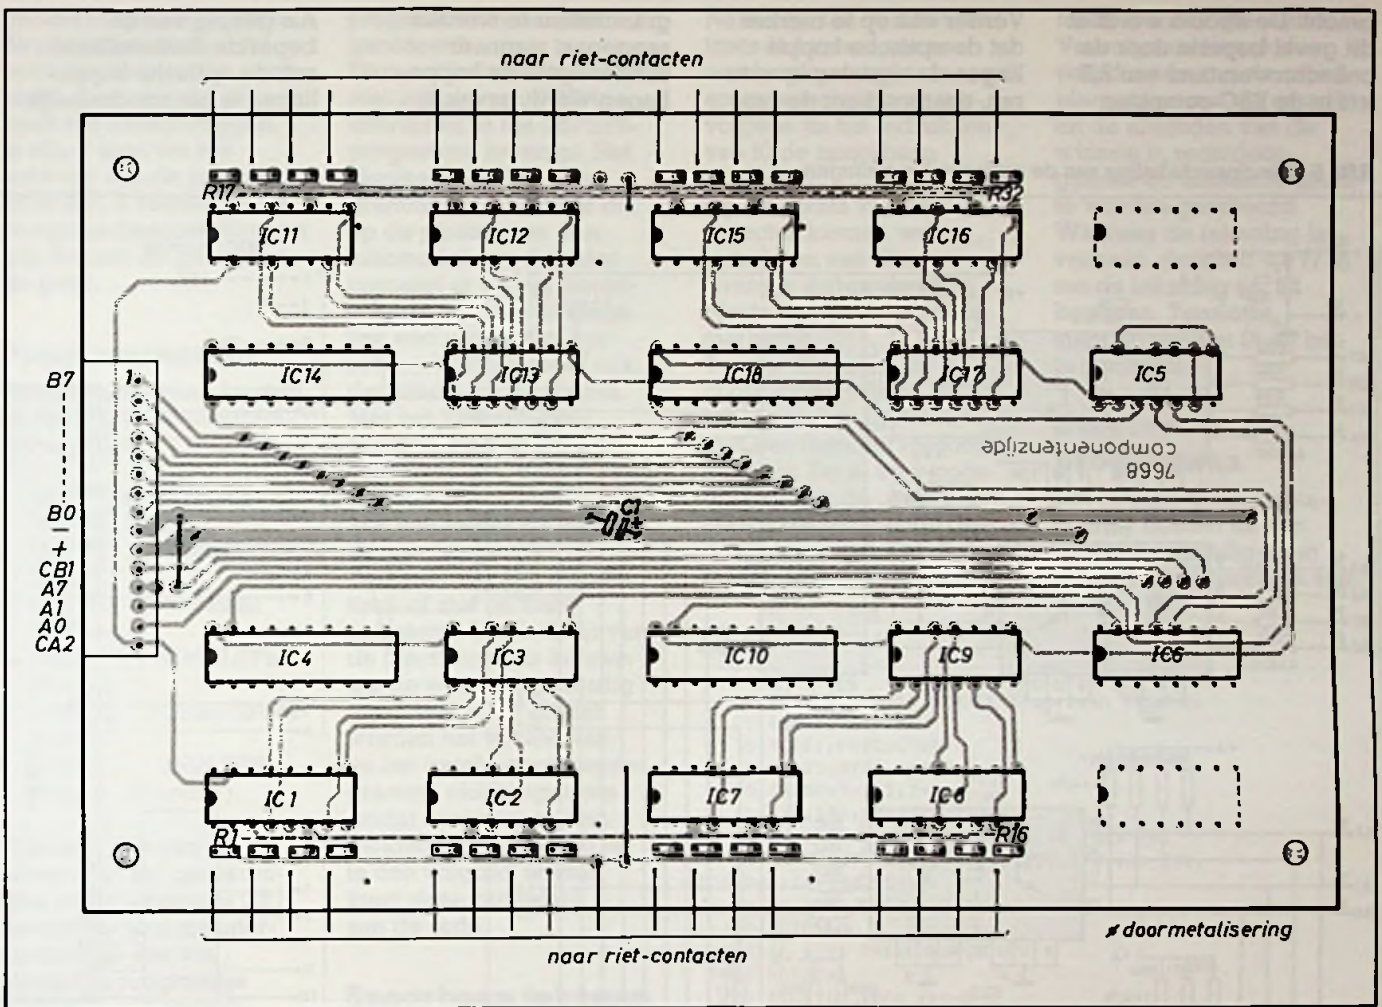 naar riet-contacten
R17 R32
IC11 IC12 IC15 IC16
IC14 IC13 IC18 IC17 IC5
B7 1
componentenzijde
7668
B0
C1
+
−
+
CB1
A7
A1
A0
CA2
IC4 IC3 IC10 IC9 IC6
IC1 IC2 IC7 IC8
R1 R16
doormetalisering
naar riet-contacten